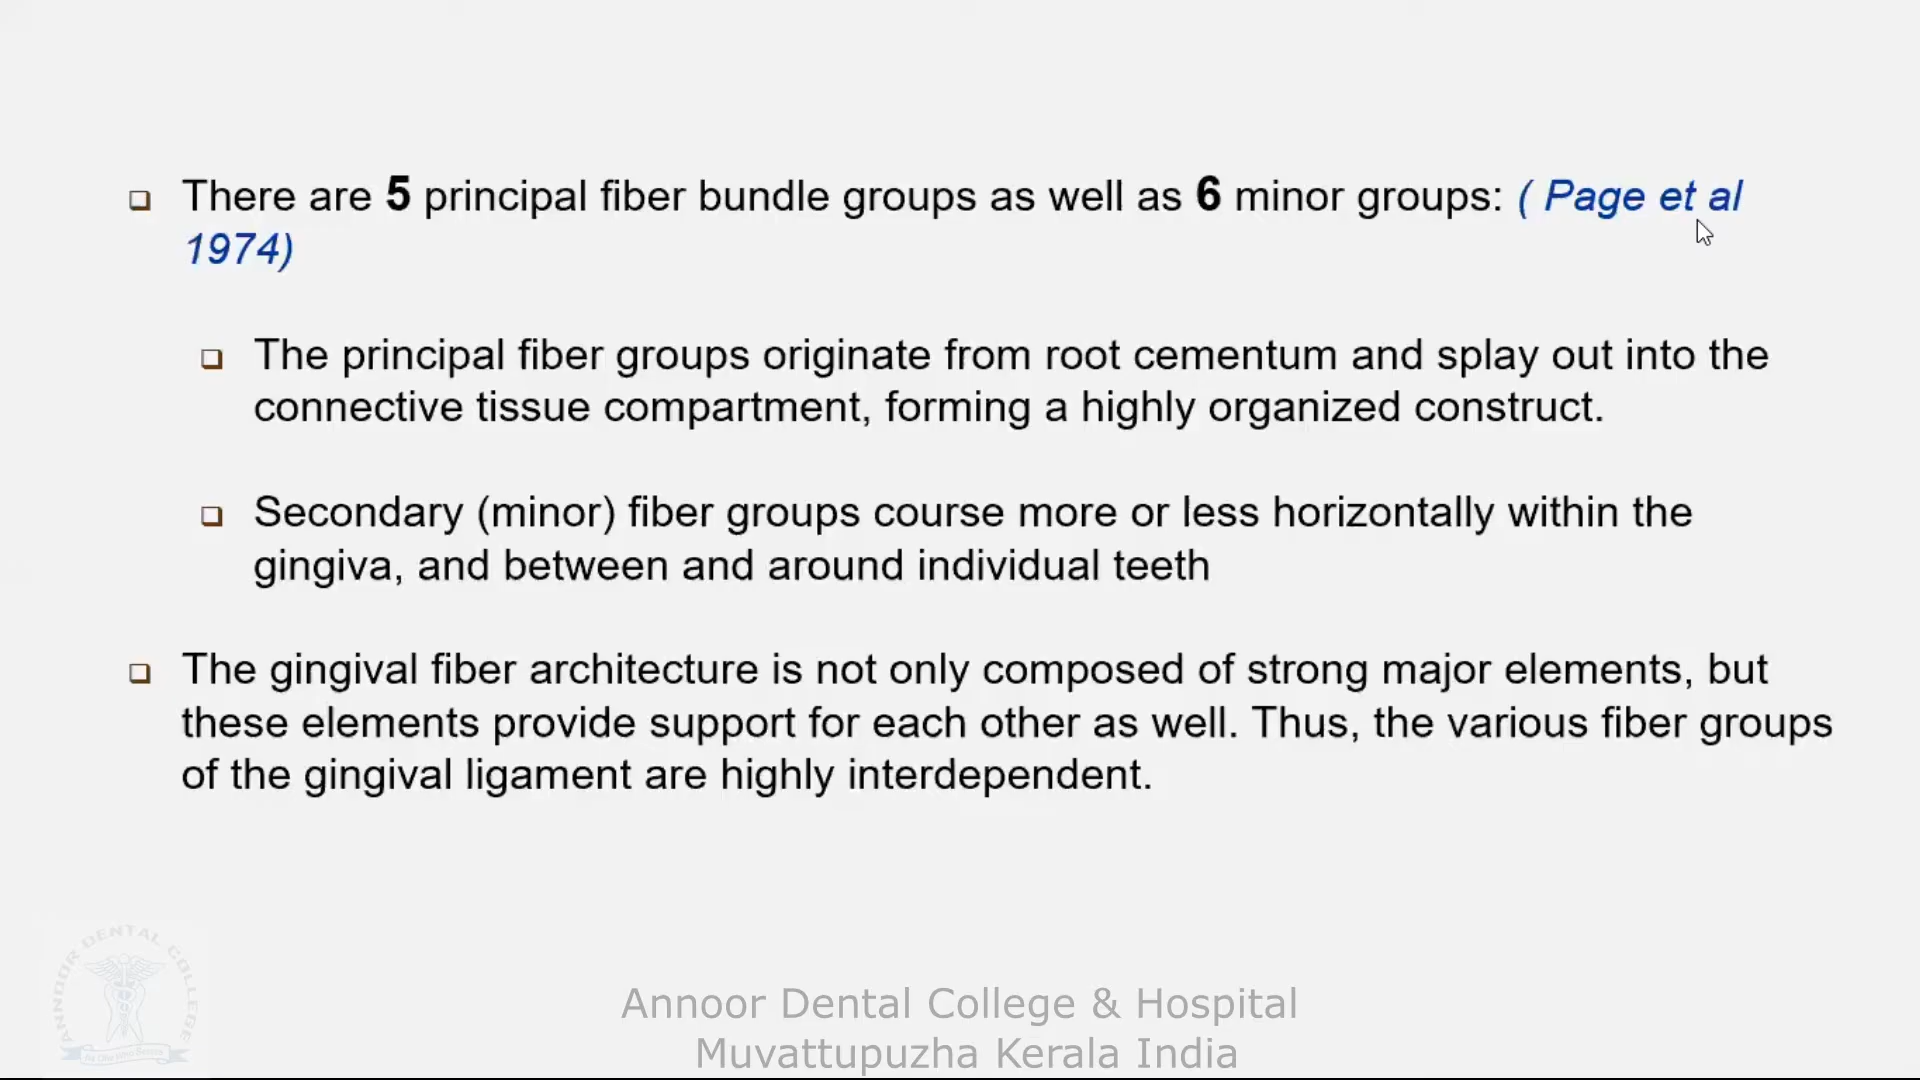 There are 5 principal fiber bundle groups as well as 6 minor groups: ( Page et al
1974)
The principal fiber groups originate from root cementum and splay out into the
connective tissue compartment, forming a highly organized construct.
Secondary (minor) fiber groups course more or less horizontally within the
gingiva, and between and around individual teeth
The gingival fiber architecture is not only composed of strong major elements, but
these elements provide support for each other as well. Thus, the various fiber groups
of the gingival ligament are highly interdependent.
ANNOOR DENTAL COLLEGE
Annoor Dental College & Hospital
Muvattupuzha Kerala India